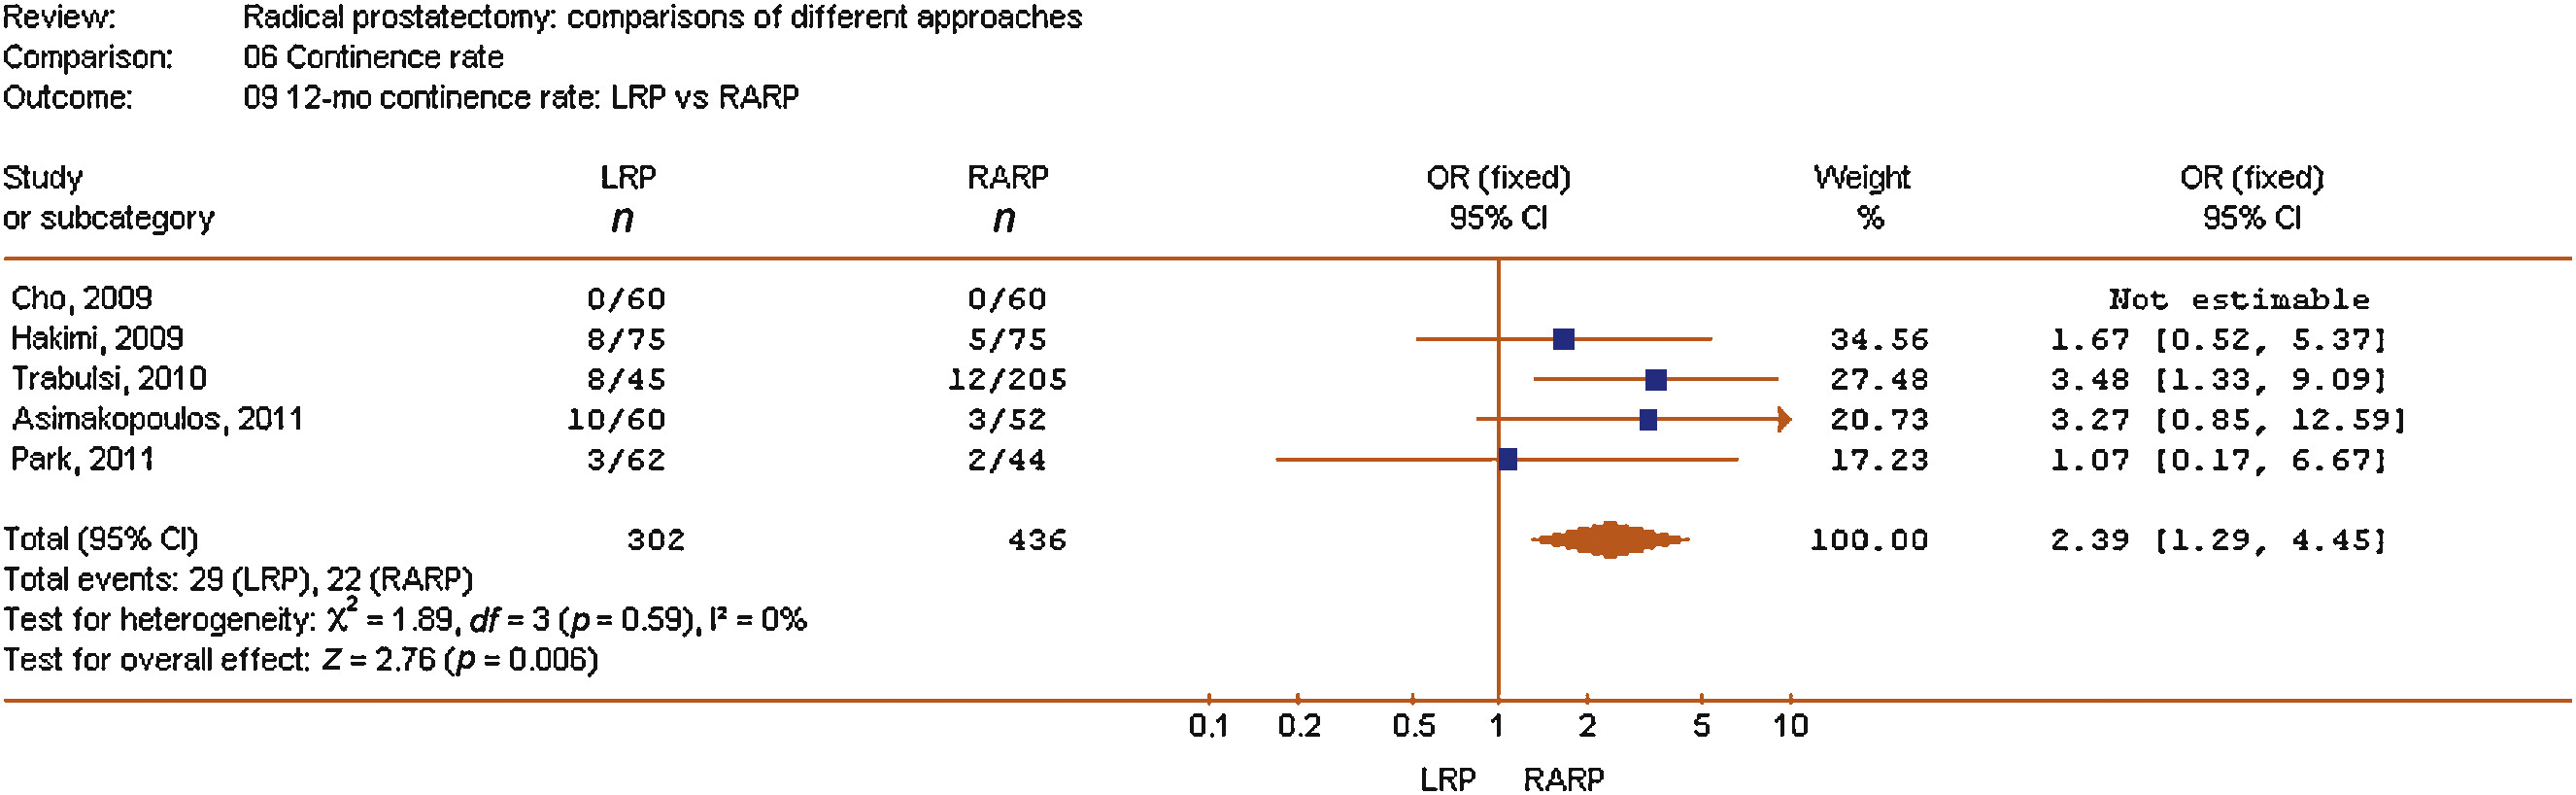 Review: Radical prostatectomy: comparisons of different approaches
Comparison: 06 Continence rate
Outcome: 09 12-mo continence rate: LRP vs RARP
Study LRP RARP OR (fixed) Weight OR (fixed)
or subcategory n n 95% CI % 95% CI
Cho, 2009 0/60 0/60 Not estimable
Hakimi, 2009 8/75 5/75 34.56 1.67 [0.52, 5.37]
Trabulsi, 2010 8/45 12/205 27.48 3.48 [1.33, 9.09]
Asimakopoulos, 2011 10/60 3/52 20.73 3.27 [0.85, 12.59]
Park, 2011 3/62 2/44 17.23 1.07 [0.17, 6.67]
Total (95% CI) 302 436 100.00 2.39 [1.29, 4.45]
Total events: 29 (LRP), 22 (RARP)
Test for heterogeneity: χ² = 1.89, df = 3 (p = 0.59), I² = 0%
Test for overall effect: Z = 2.76 (p = 0.006)
0.1 0.2 0.5 1 2 5 10
LRP RARP